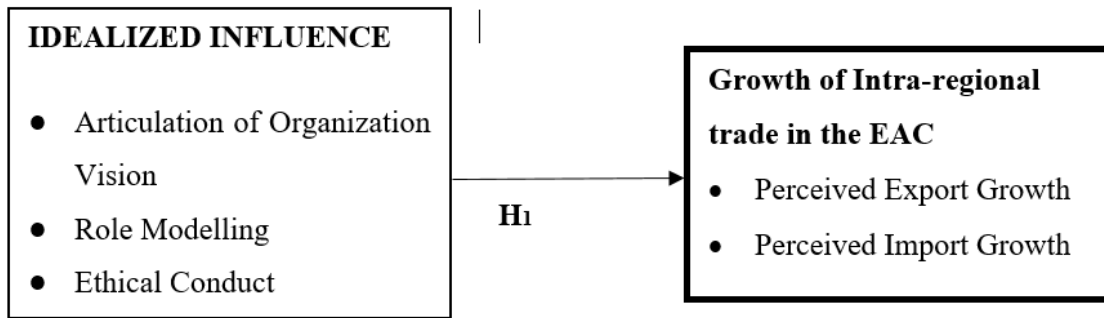 IDEALIZED INFLUENCE
● Articulation of Organization
Vision
● Role Modelling
● Ethical Conduct
H1
Growth of Intra-regional
trade in the EAC
• Perceived Export Growth
• Perceived Import Growth